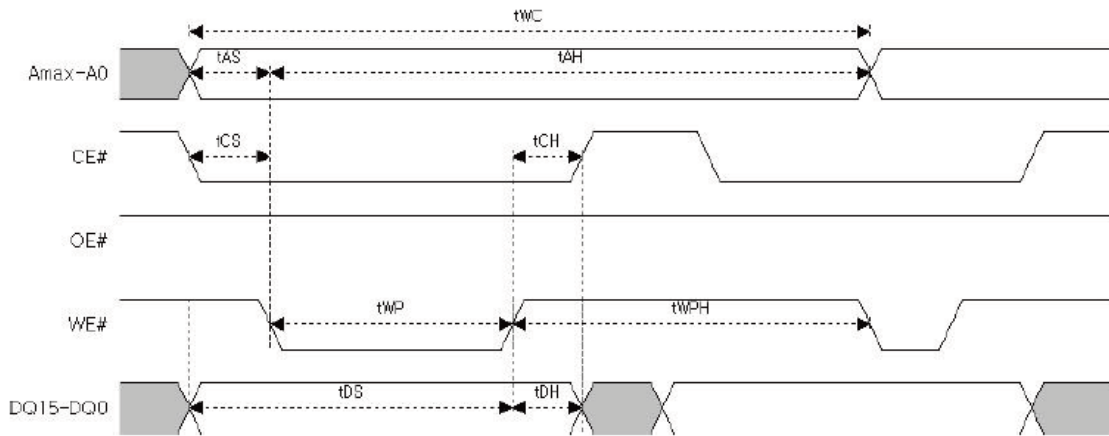 tWC
Amax-A0
tAS
tAH
CE#
tCS
tCH
OE#
WE#
tWP
tWPH
DQ15-DQ0
tDS
tDH